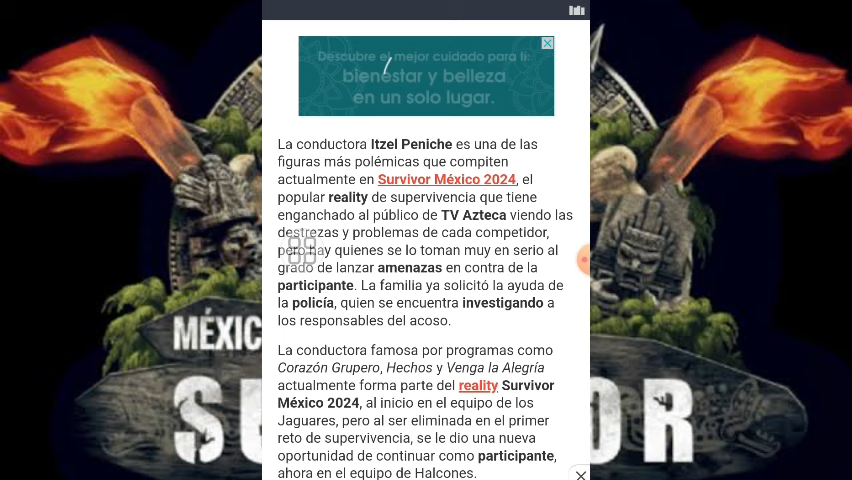 Descubre el mejor cuidado para ti:
bienestar y belleza
en un solo lugar.
La conductora Itzel Peniche es una de las
figuras más polémicas que compiten
actualmente en Survivor México 2024, el
popular reality de supervivencia que tiene
enganchado al público de TV Azteca viendo las
destrezas y problemas de cada competidor,
pero hay quienes se lo toman muy en serio al
grado de lanzar amenazas en contra de la
participante. La familia ya solicitó la ayuda de
la policía, quien se encuentra investigando a
los responsables del acoso.
La conductora famosa por programas como
Corazón Grupero, Hechos y Venga la Alegría
actualmente forma parte del reality Survivor
México 2024, al inicio en el equipo de los
Jaguares, pero al ser eliminada en el primer
reto de supervivencia, se le dio una nueva
oportunidad de continuar como participante,
ahora en el equipo de Halcones.
MÉXIC
SU
OR